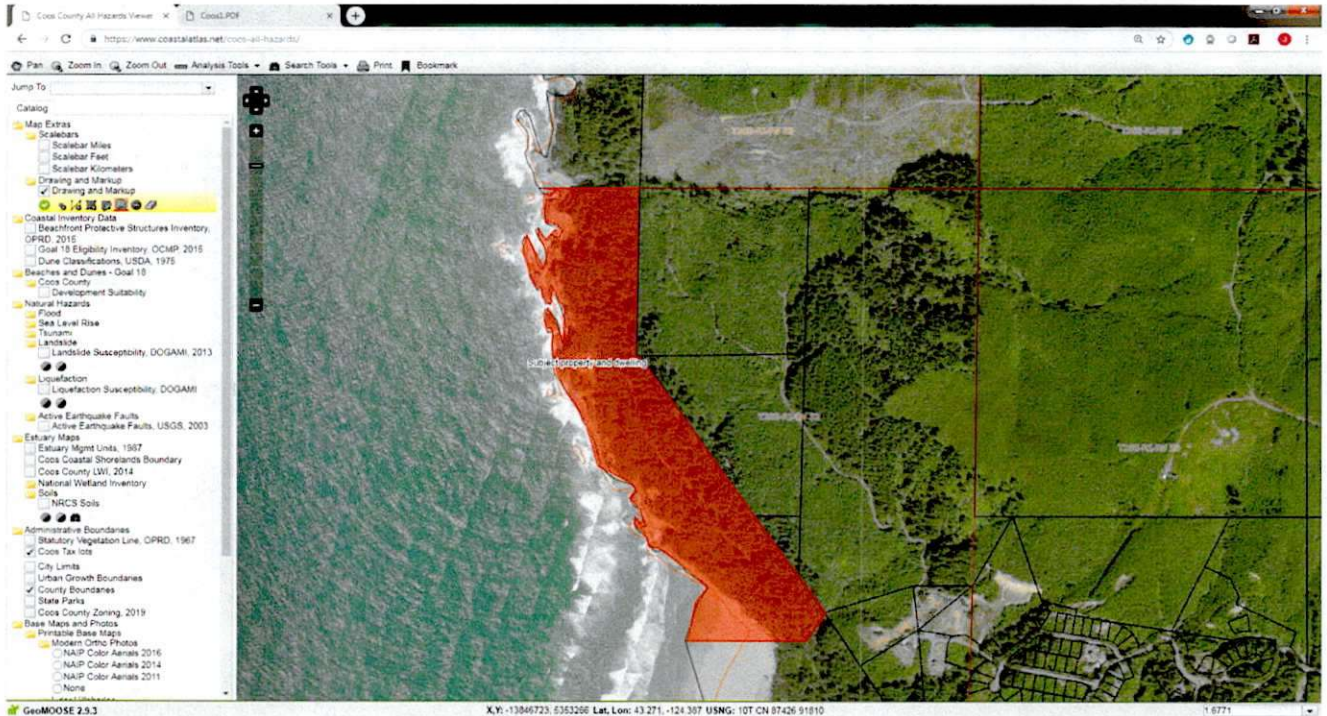 Coos County All Hazards Viewer
Coos1.PDF
https://www.coastalatlas.net/coos-all-hazards/
Pan Zoom In Zoom Out Analysis Tools Search Tools Print Bookmark
Jump To
Catalog
Map Extras
Scalebars
Scalebar Miles
Scalebar Feet
Scalebar Kilometers
Drawing and Markup
Drawing and Markup
Coastal Inventory Data
Beachfront Protective Structures Inventory,
OPRD, 2015
Goal 18 Eligibility Inventory, OCMP, 2015
Dune Classifications, USDA, 1975
Beaches and Dunes - Goal 18
Coos County
Development Suitability
Natural Hazards
Flood
Sea Level Rise
Tsunami
Landslide
Landslide Susceptibility, DOGAMI, 2013
Liquefaction
Liquefaction Susceptibility, DOGAMI
Active Earthquake Faults
Active Earthquake Faults, USGS, 2003
Estuary Maps
Estuary Mgmt Units, 1987
Coos Coastal Shorelands Boundary
Coos County LWI, 2014
National Wetland Inventory
Soils
NRCS Soils
Administrative Boundaries
Statutory Vegetation Line, OPRD, 1967
Coos Tax lots
City Limits
Urban Growth Boundaries
County Boundaries
State Parks
Coos County Zoning, 2019
Base Maps and Photos
Printable Base Maps
Modern Ortho Photos
NAIP Color Aerials 2016
NAIP Color Aerials 2014
NAIP Color Aerials 2011
None
Subject property and dwelling
GeoMOOSE 2.9.3
X,Y: -13846723, 5353266 Lat, Lon: 43.271, -124.387 USNG: 10T CN 87426 91810
1:6771